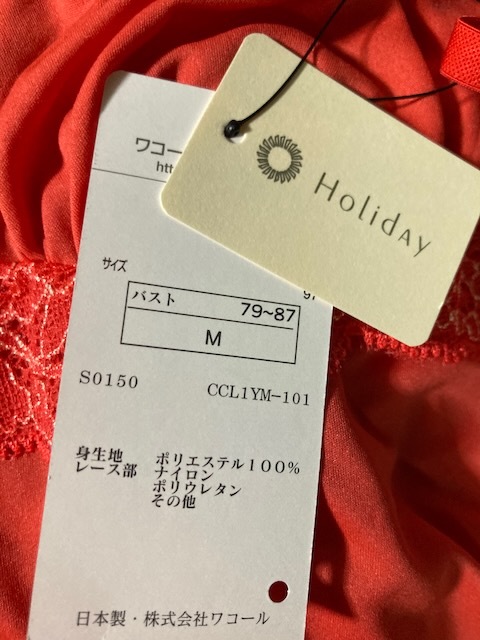 ワコー
htt
HoliDAY
サイズ
97
バスト 79~87
M
S0150 CCL1YM-101
身生地 ポリエステル100%
レース部 ナイロン
ポリウレタン
その他
日本製・株式会社ワコール